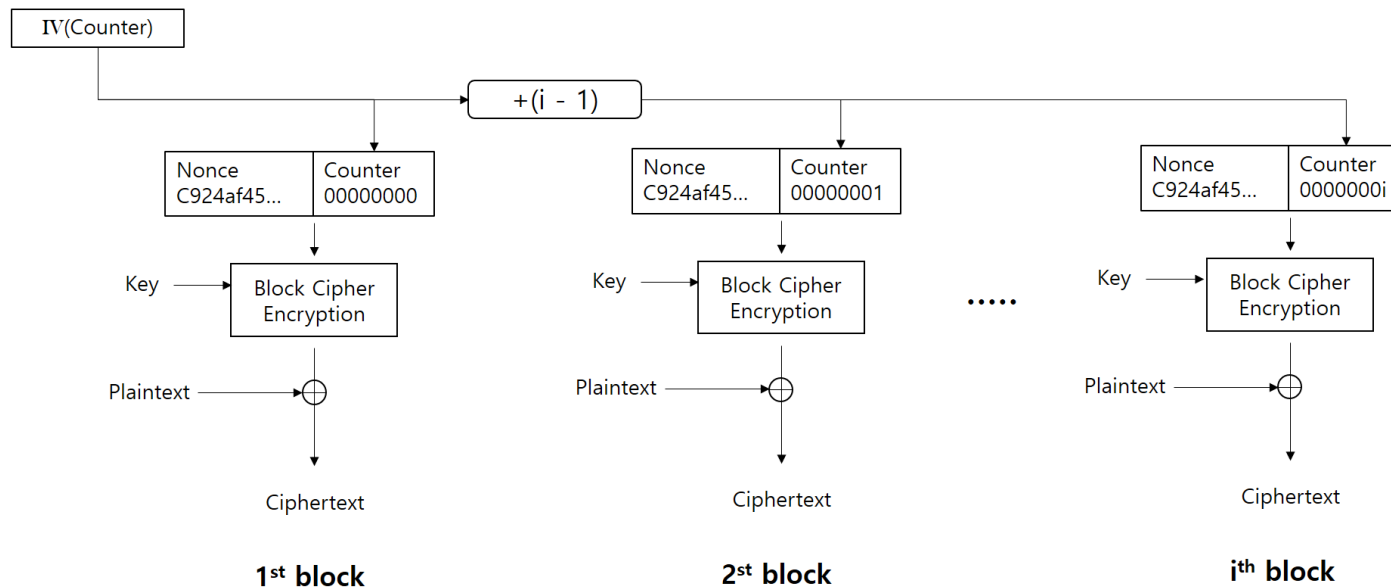 IV(Counter)
+(i - 1)
Nonce
C924af45...
Counter
00000000
Nonce
C924af45...
Counter
00000001
Nonce
C924af45...
Counter
0000000i
Key
Block Cipher
Encryption
Key
Block Cipher
Encryption
.....
Key
Block Cipher
Encryption
Plaintext
Plaintext
Plaintext
Ciphertext
Ciphertext
Ciphertext
1st block
2st block
ith block